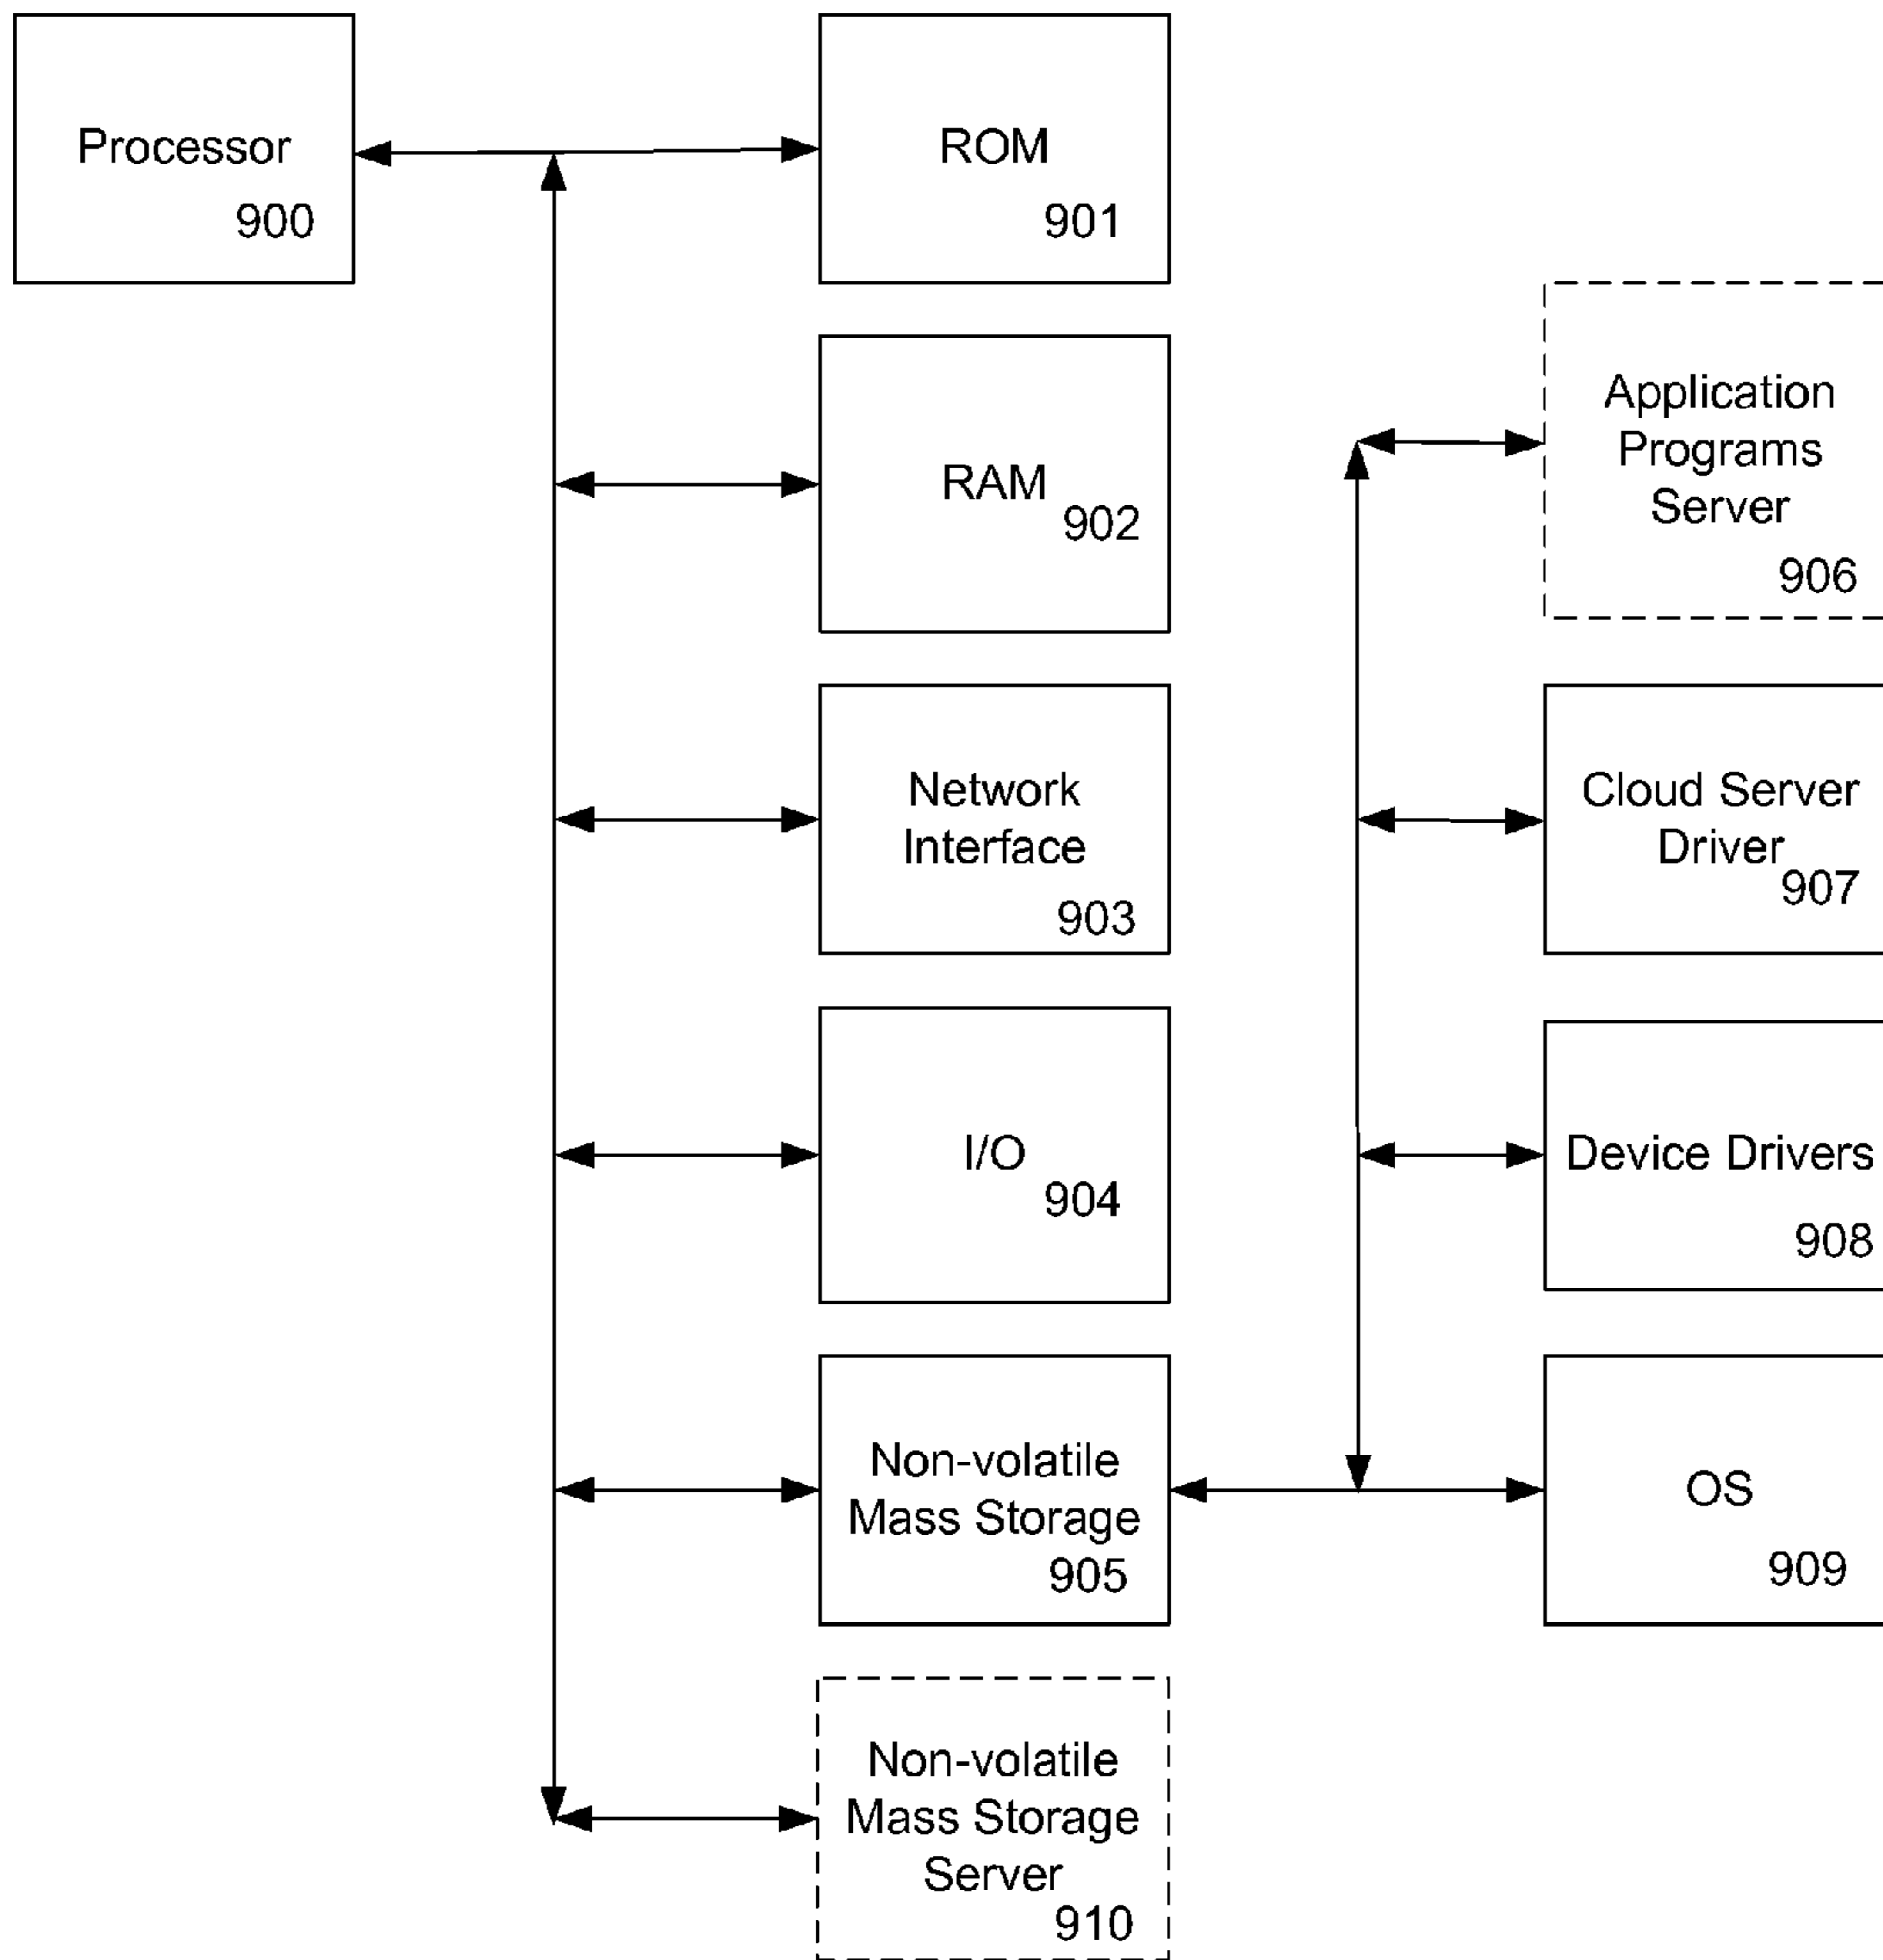 Processor
900
ROM
901
RAM
902
Network
Interface
903
I/O
904
Non-volatile
Mass Storage
905
Non-volatile
Mass Storage
Server
910
Application
Programs
Server
906
Cloud Server
Driver
907
Device Drivers
908
OS
909